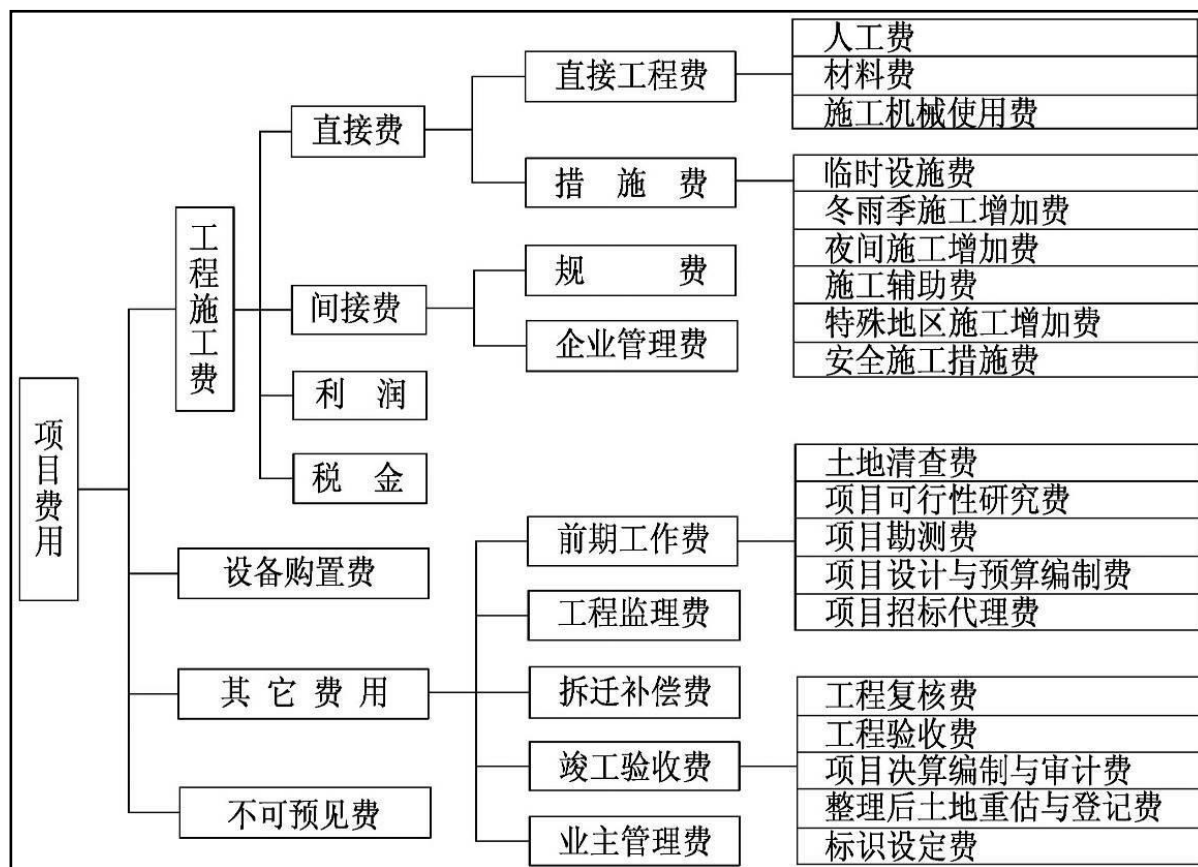 项目费用
工程施工费
直接费
直接工程费
人工费
材料费
施工机械使用费
措施费
临时设施费
冬雨季施工增加费
夜间施工增加费
施工辅助费
特殊地区施工增加费
安全施工措施费
间接费
规费
企业管理费
利润
税金
设备购置费
其它费用
前期工作费
土地清查费
项目可行性研究费
项目勘测费
项目设计与预算编制费
项目招标代理费
工程监理费
拆迁补偿费
竣工验收费
工程复核费
工程验收费
项目决算编制与审计费
整理后土地重估与登记费
标识设定费
业主管理费
不可预见费